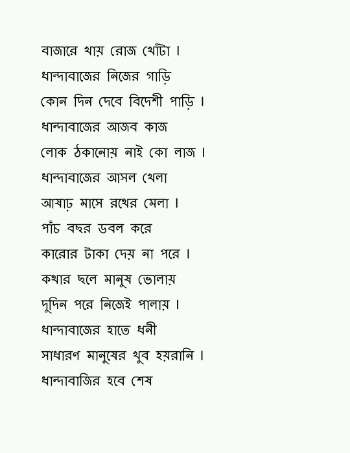 বাজারে খায় রোজ খোঁটা ।
ধান্দাবাজের নিজের গাড়ি
কোন দিন দেবে বিদেশী পাড়ি ।
ধান্দাবাজের আজব কাজ
লোক ঠকানোয় নাই কো লাজ ।
ধান্দাবাজের আসল খেলা
আষাঢ় মাসে রথের মেলা ।
পাঁচ বছর ডবল করে
কারোর টাকা দেয় না পরে ।
কথার ছলে মানুষ ভোলায়
দুদিন পরে নিজেই পালায় ।
ধান্দাবাজের হাতে ধনী
সাধারণ মানুষের খুব হয়রানি ।
ধান্দাবাজির হবে শেষ